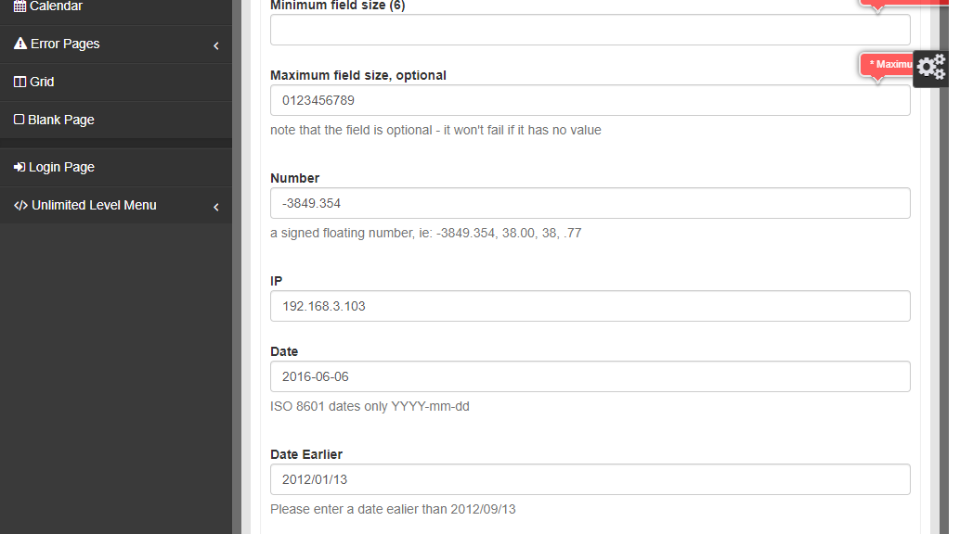 Calendar
Error Pages
Grid
Blank Page
Login Page
Unlimited Level Menu
Minimum field size (6)
Maximum field size, optional
* Maximu
0123456789
note that the field is optional - it won't fail if it has no value
Number
-3849.354
a signed floating number, ie: -3849.354, 38.00, 38, .77
IP
192.168.3.103
Date
2016-06-06
ISO 8601 dates only YYYY-mm-dd
Date Earlier
2012/01/13
Please enter a date ealier than 2012/09/13